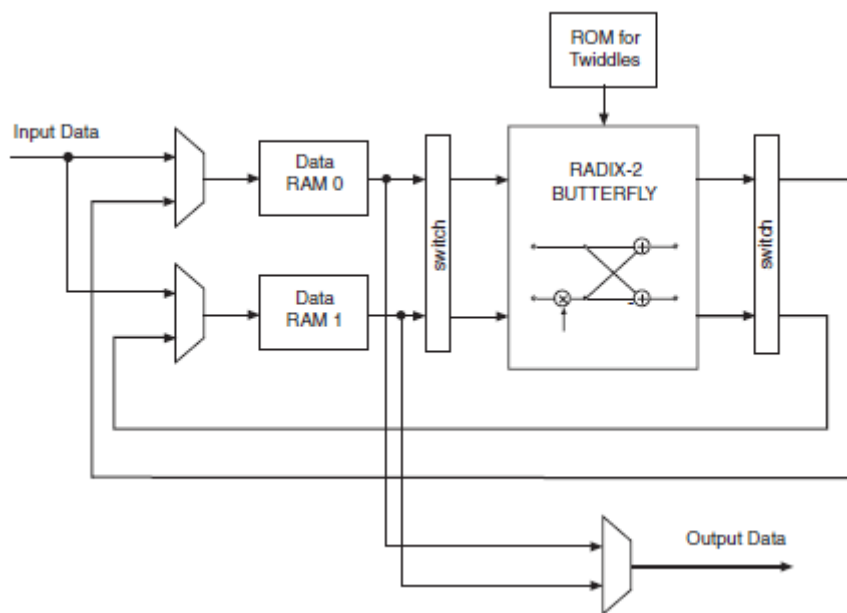 ROM for
Twiddles
Input Data
Data
RAM 0
switch
RADIX-2
BUTTERFLY
switch
Data
RAM 1
Output Data